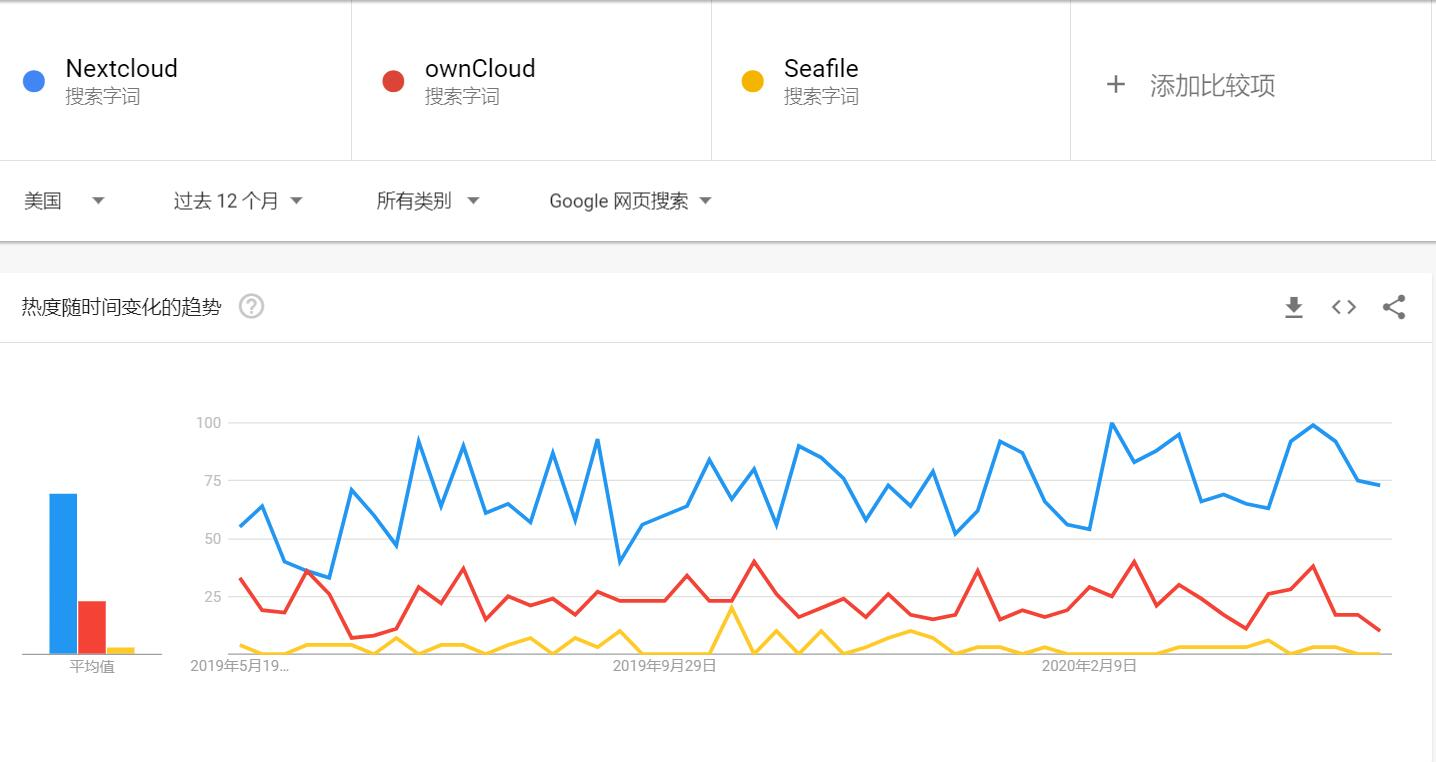 Nextcloud
搜索字词
ownCloud
搜索字词
Seafile
搜索字词
+ 添加比较项
美国
过去 12 个月
所有类别
Google 网页搜索
热度随时间变化的趋势
?
100
75
50
25
平均值
2019年5月19...
2019年9月29日
2020年2月9日